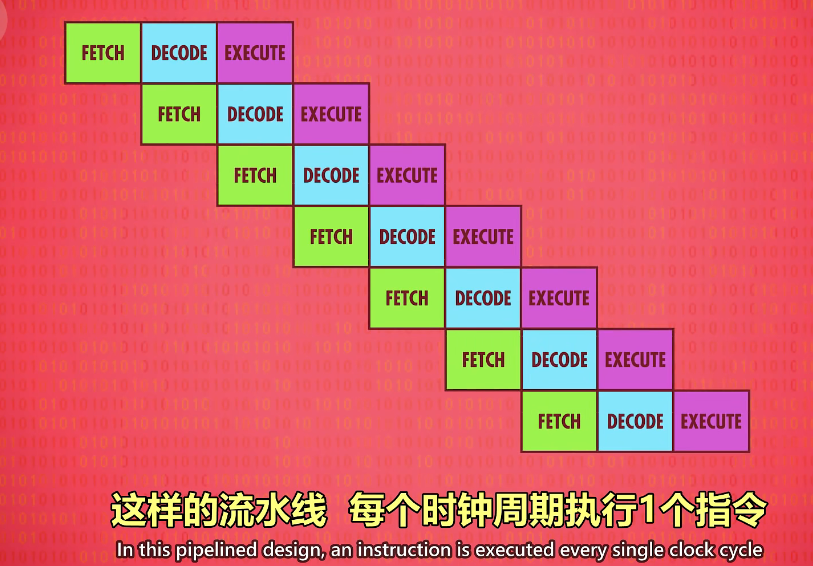 FETCH DECODE EXECUTE
FETCH DECODE EXECUTE
FETCH DECODE EXECUTE
FETCH DECODE EXECUTE
FETCH DECODE EXECUTE
FETCH DECODE EXECUTE
FETCH DECODE EXECUTE
这样的流水线 每个时钟周期执行1个指令
In this pipelined design, an instruction is executed every single clock cycle